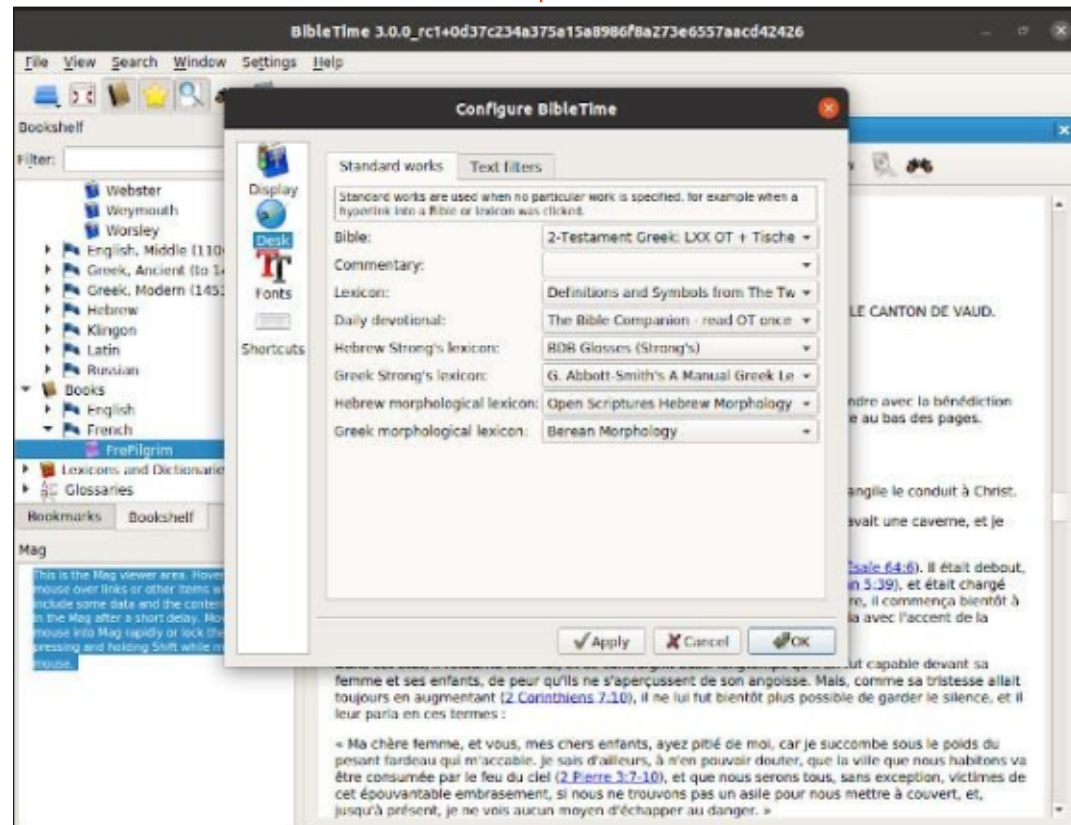 BibleTime 3.0.0_rc1+0d37c234a375a15a8986f8a273e6557aacd42426
File View Search Window Settings Help
Bookshelf
Filter:
Webster
Weymouth
Worsley
English, Middle (110
Greek, Ancient (to 14
Greek, Modern (1453
Hebrew
Klingon
Latin
Russian
Books
English
French
FrePilgrim
Lexicons and Dictionarie
Glossaries
Bookmarks Bookshelf
Mag
This is the Mag viewer area. Hover
mouse over links or other items w
include some data and the conten
in the Mag after a short delay. Mov
mouse into Mag rapidly or lock the
pressing and holding Shift while m
mouse.
Configure BibleTime
Display
Desk
Fonts
Shortcuts
Standard works Text filters
Standard works are used when no particular work is specified, for example when a
hyperlink into a Bible or lexicon was clicked.
Bible: 2-Testament Greek: LXX OT + Tische
Commentary:
Lexicon: Definitions and Symbols from The Tw
Daily devotional: The Bible Companion - read OT once
Hebrew Strong's lexicon: BDB Glosses (Strong's)
Greek Strong's lexicon: G. Abbott-Smith's A Manual Greek Le
Hebrew morphological lexicon: Open Scriptures Hebrew Morphology
Greek morphological lexicon: Berean Morphology
Apply Cancel OK
LE CANTON DE VAUD.
ndre avec la bénédiction
e au bas des pages.
angile le conduit à Christ.
avait une caverne, et je
Esaïe 64:6). Il était debout,
n 5:39), et était chargé
re, il commença bientôt à
la avec l'accent de la
fut capable devant sa
femme et ses enfants, de peur qu'ils ne s'aperçussent de son angoisse. Mais, comme sa tristesse allait
toujours en augmentant (2 Corinthiens 7:10), il ne lui fut bientôt plus possible de garder le silence, et il
leur parla en ces termes :
« Ma chère femme, et vous, mes chers enfants, ayez pitié de moi, car je succombe sous le poids du
pesant fardeau qui m'accable. Je sais d'ailleurs, à n'en pouvoir douter, que la ville que nous habitons va
être consumée par le feu du ciel (2 Pierre 3:7-10), et que nous serons tous, sans exception, victimes de
cet épouvantable embrasement, si nous ne trouvons pas un asile pour nous mettre à couvert, et,
jusqu'à présent, je ne vois aucun moyen d'échapper au danger. »